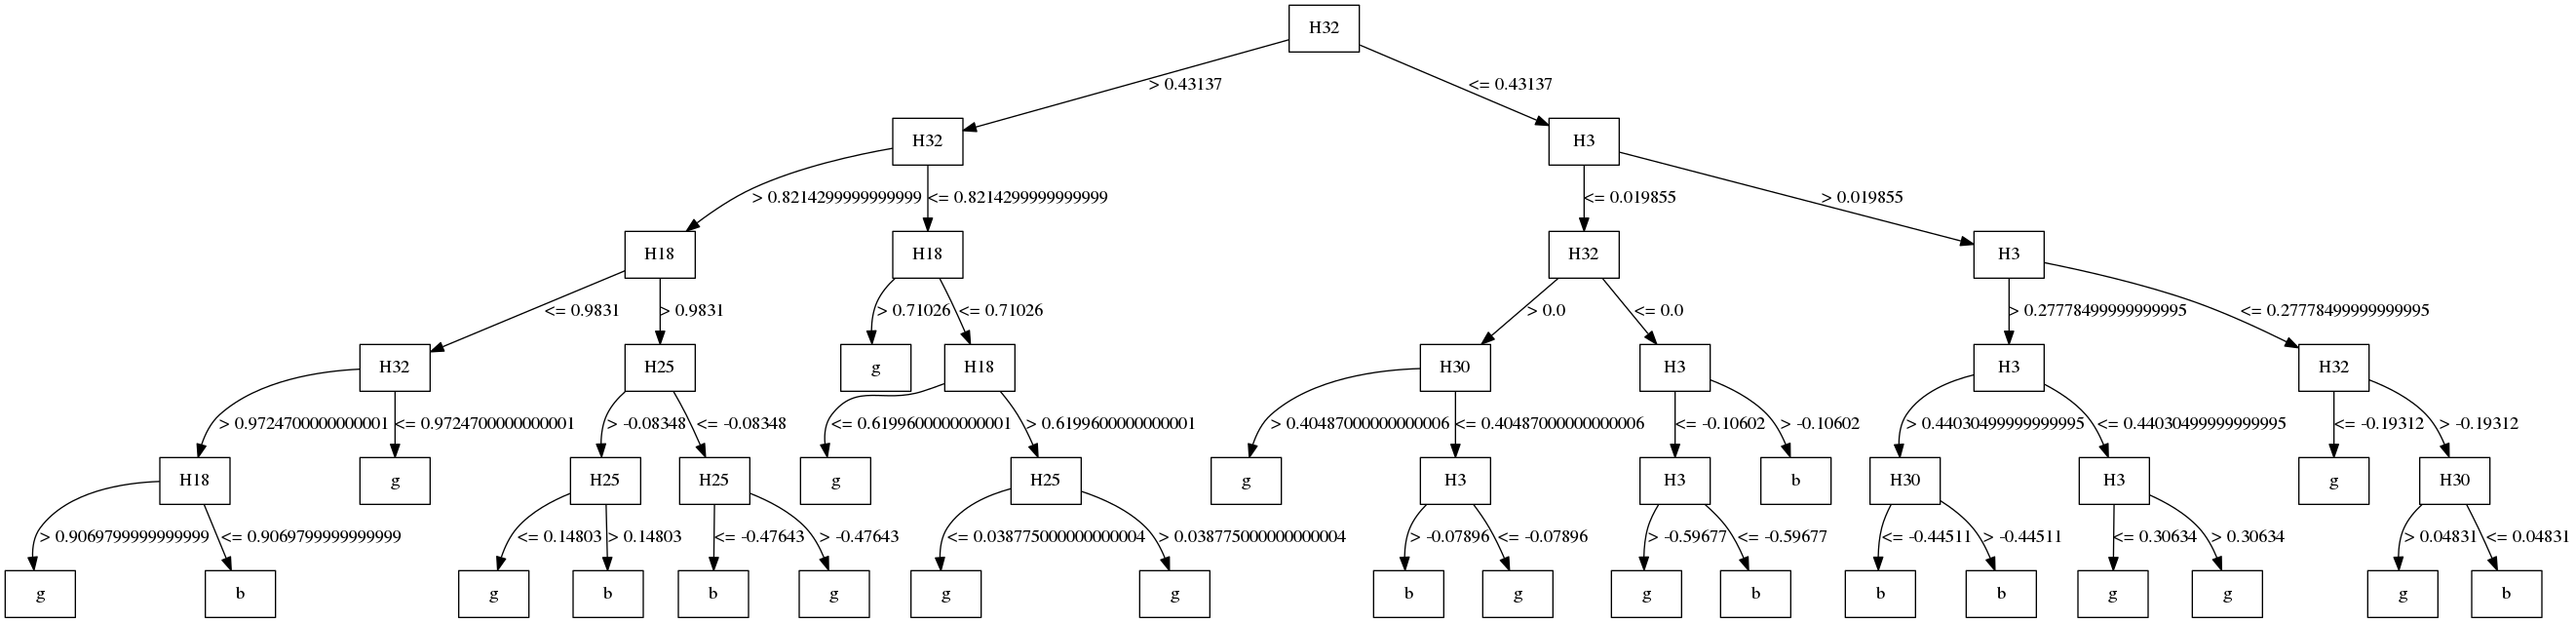 H32
> 0.43137
<= 0.43137
H32
H3
> 0.8214299999999999
<= 0.8214299999999999
<= 0.019855
> 0.019855
H18
H18
H32
H3
<= 0.9831
> 0.9831
> 0.71026
<= 0.71026
> 0.0
<= 0.0
> 0.27778499999999995
<= 0.27778499999999995
H32
H25
g
H18
H30
H3
H3
H32
> 0.9724700000000001
<= 0.9724700000000001
> -0.08348
<= -0.08348
<= 0.6199600000000001
> 0.6199600000000001
> 0.40487000000000006
<= 0.40487000000000006
<= -0.10602
> -0.10602
> 0.44030499999999995
<= 0.44030499999999995
<= -0.19312
> -0.19312
H18
g
H25
H25
g
H25
g
H3
H3
b
H30
H3
g
H30
> 0.9069799999999999
<= 0.9069799999999999
<= 0.14803
> 0.14803
<= -0.47643
> -0.47643
<= 0.038775000000000004
> 0.038775000000000004
> -0.07896
<= -0.07896
> -0.59677
<= -0.59677
<= -0.44511
> -0.44511
<= 0.30634
> 0.30634
> 0.04831
<= 0.04831
g
b
g
b
b
g
g
g
b
g
g
b
b
b
g
g
g
b